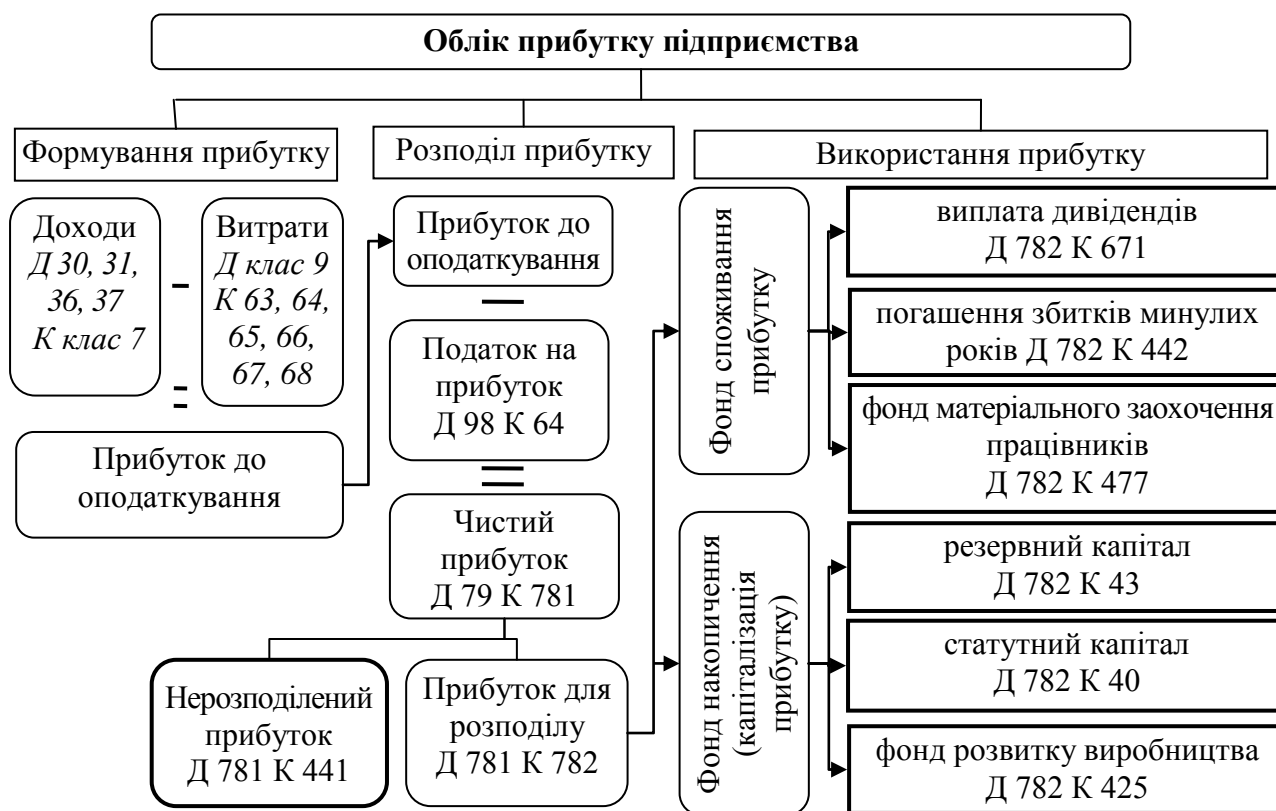 Облік прибутку підприємства
Формування прибутку
Розподіл прибутку
Використання прибутку
Доходи
Д 30, 31,
36, 37
К клас 7
–
Витрати
Д клас 9
К 63, 64,
65, 66,
67, 68
=
Прибуток до
оподаткування
Прибуток до
оподаткування
–
Податок на
прибуток
Д 98 К 64
=
Чистий
прибуток
Д 79 К 781
Нерозподілений
прибуток
Д 781 К 441
Прибуток для
розподілу
Д 781 К 782
Фонд споживання
прибутку
виплата дивідендів
Д 782 К 671
погашення збитків минулих
років Д 782 К 442
фонд матеріального заохочення
працівників
Д 782 К 477
Фонд накопичення
(капіталізація
прибутку)
резервний капітал
Д 782 К 43
статутний капітал
Д 782 К 40
фонд розвитку виробництва
Д 782 К 425